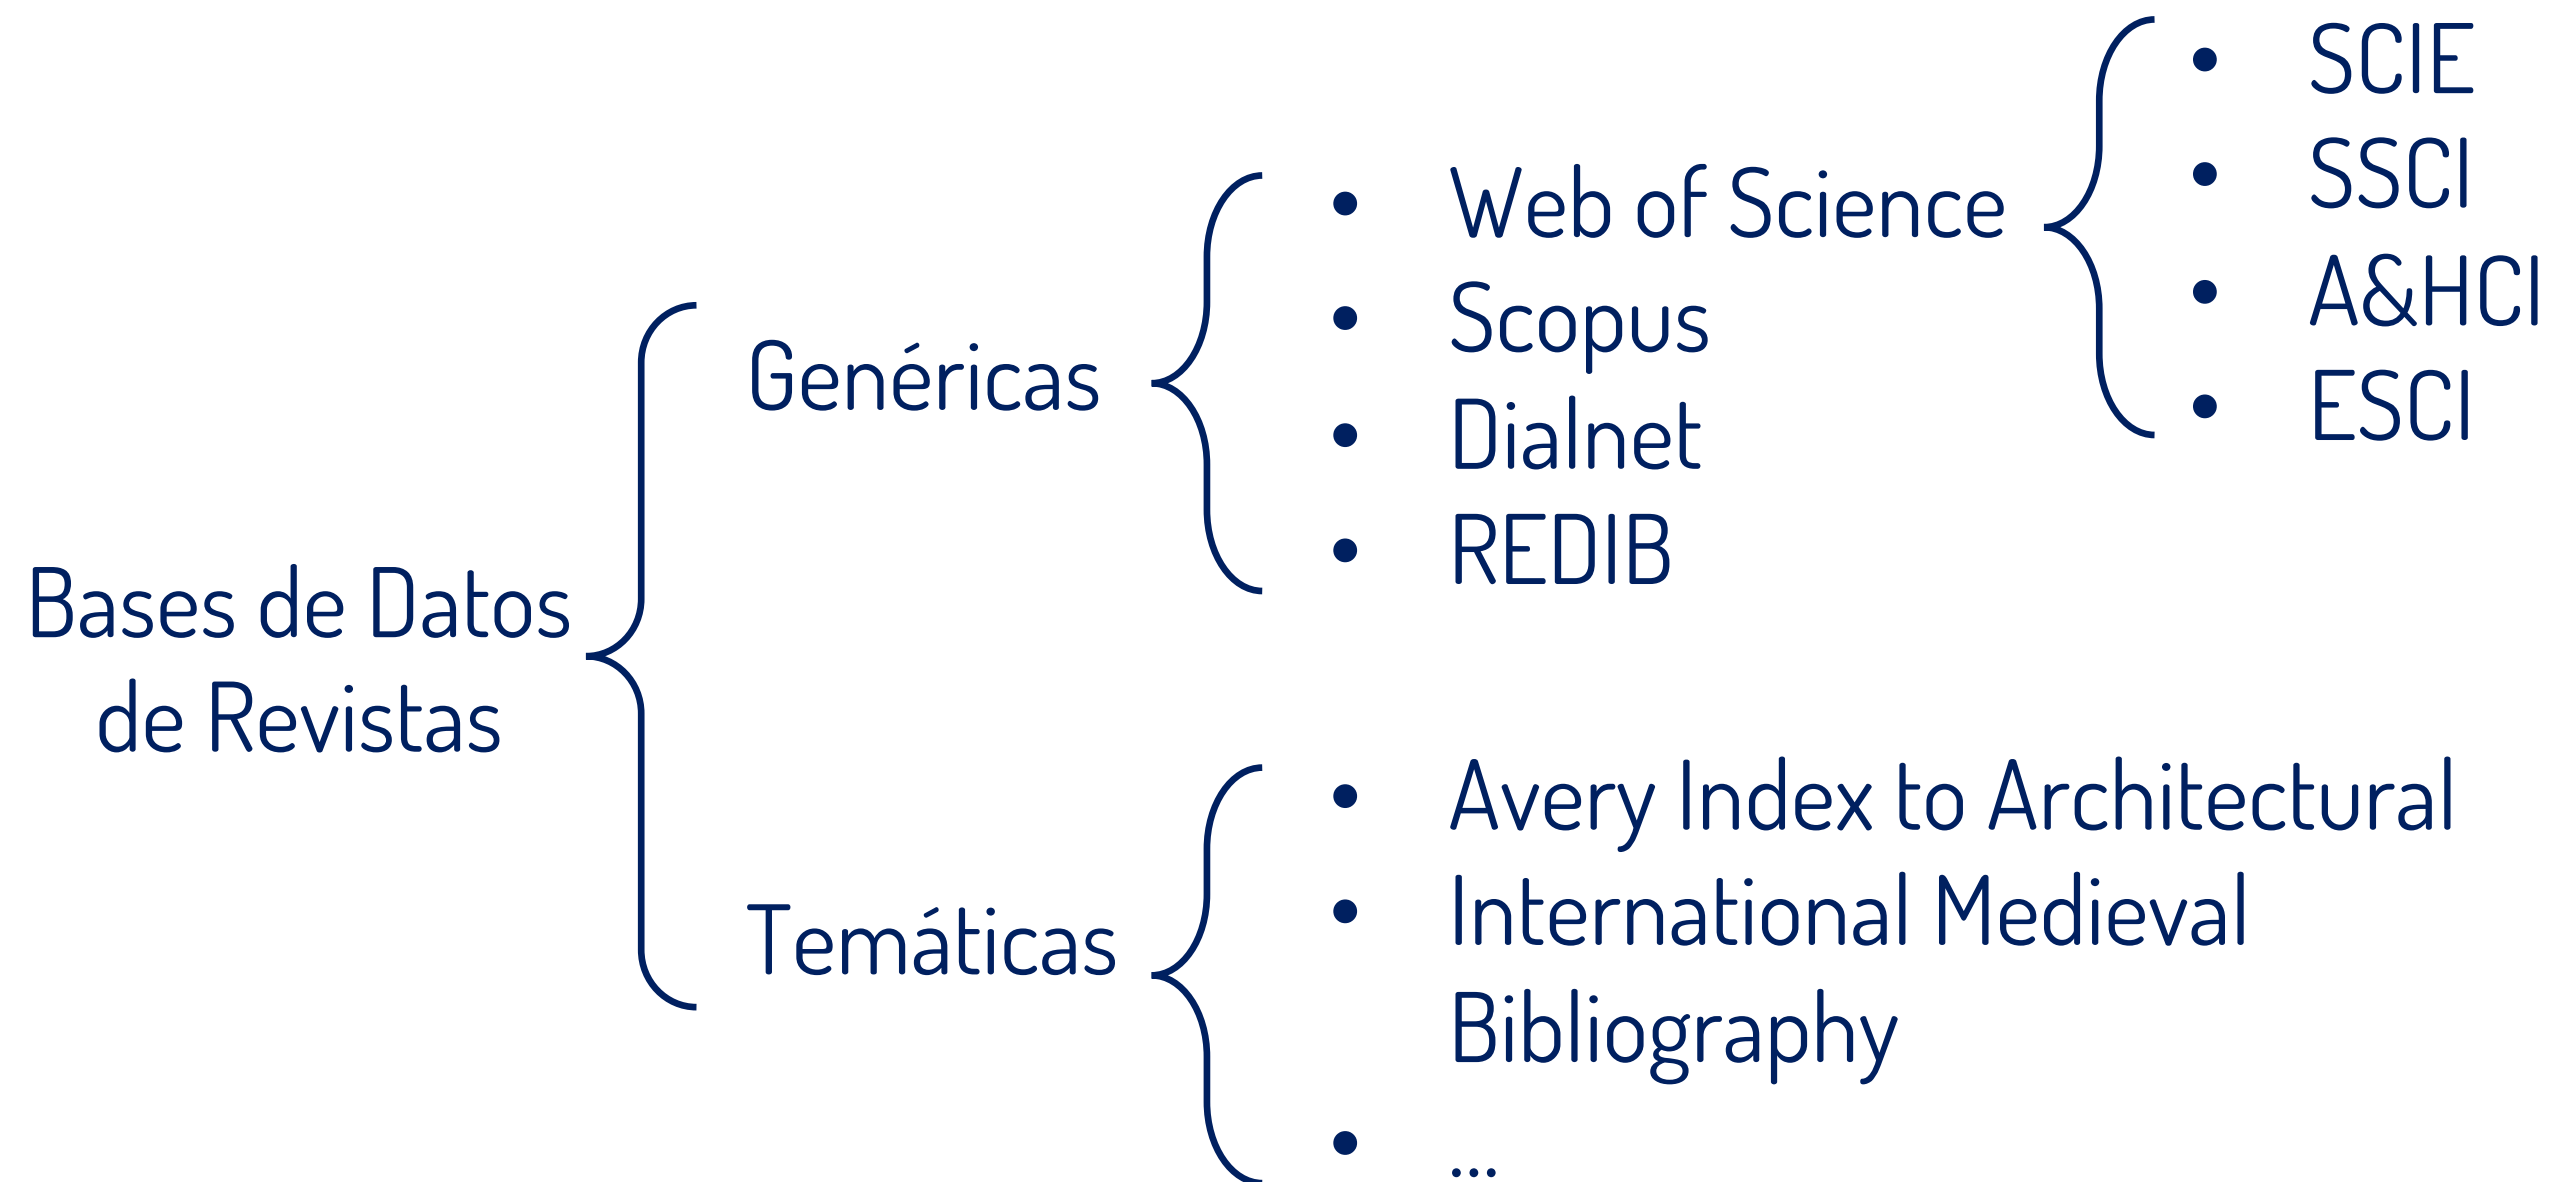 Bases de Datos
de Revistas
Genéricas
• Web of Science
• Scopus
• Dialnet
• REDIB
• SCIE
• SSCI
• A&HCI
• ESCI
Temáticas
• Avery Index to Architectural
• International Medieval
Bibliography
• ...